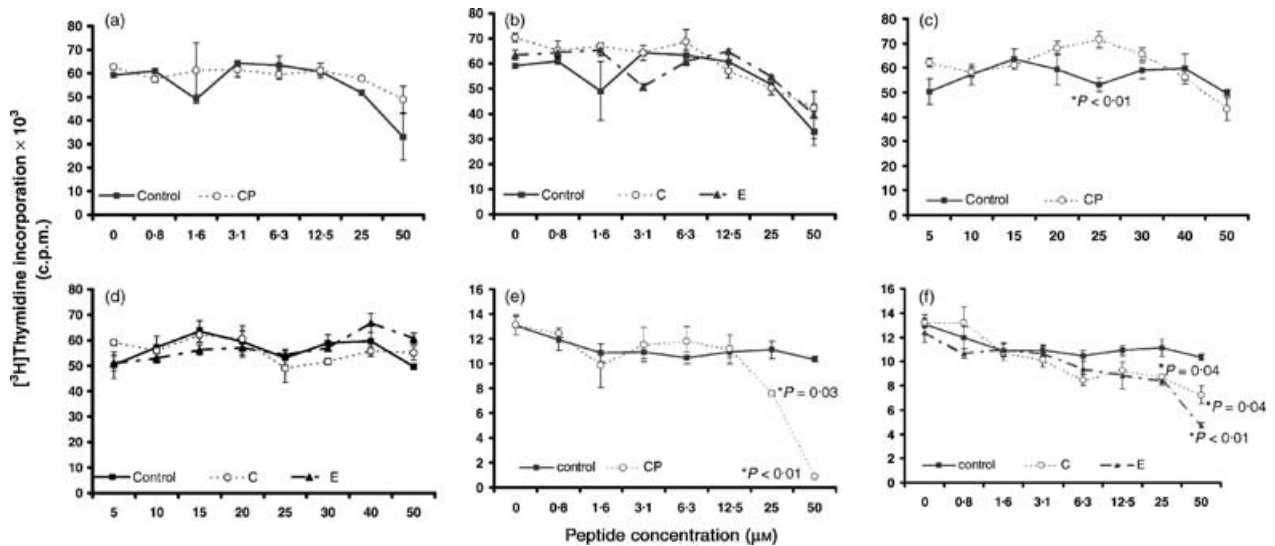 [³H]Thymidine incorporation × 10³
(c.p.m.)
(a)
80
70
60
50
40
30
20
10
0
Control CP
0 0·8 1·6 3·1 6·3 12·5 25 50
(b)
80
70
60
50
40
30
20
10
0
Control C E
0 0·8 1·6 3·1 6·3 12·5 25 50
(c)
80
70
60
50
40
30
20
10
0
*P < 0·01
Control CP
5 10 15 20 25 30 40 50
(d)
80
70
60
50
40
30
20
10
0
Control C E
5 10 15 20 25 30 40 50
(e)
16
14
12
10
8
6
4
2
0
*P = 0·03
*P < 0·01
control CP
0 0·8 1·6 3·1 6·3 12·5 25 50
(f)
16
14
12
10
8
6
4
2
0
*P = 0·04
*P = 0·04
*P < 0·01
control C E
0 0·8 1·6 3·1 6·3 12·5 25 50
Peptide concentration (μM)